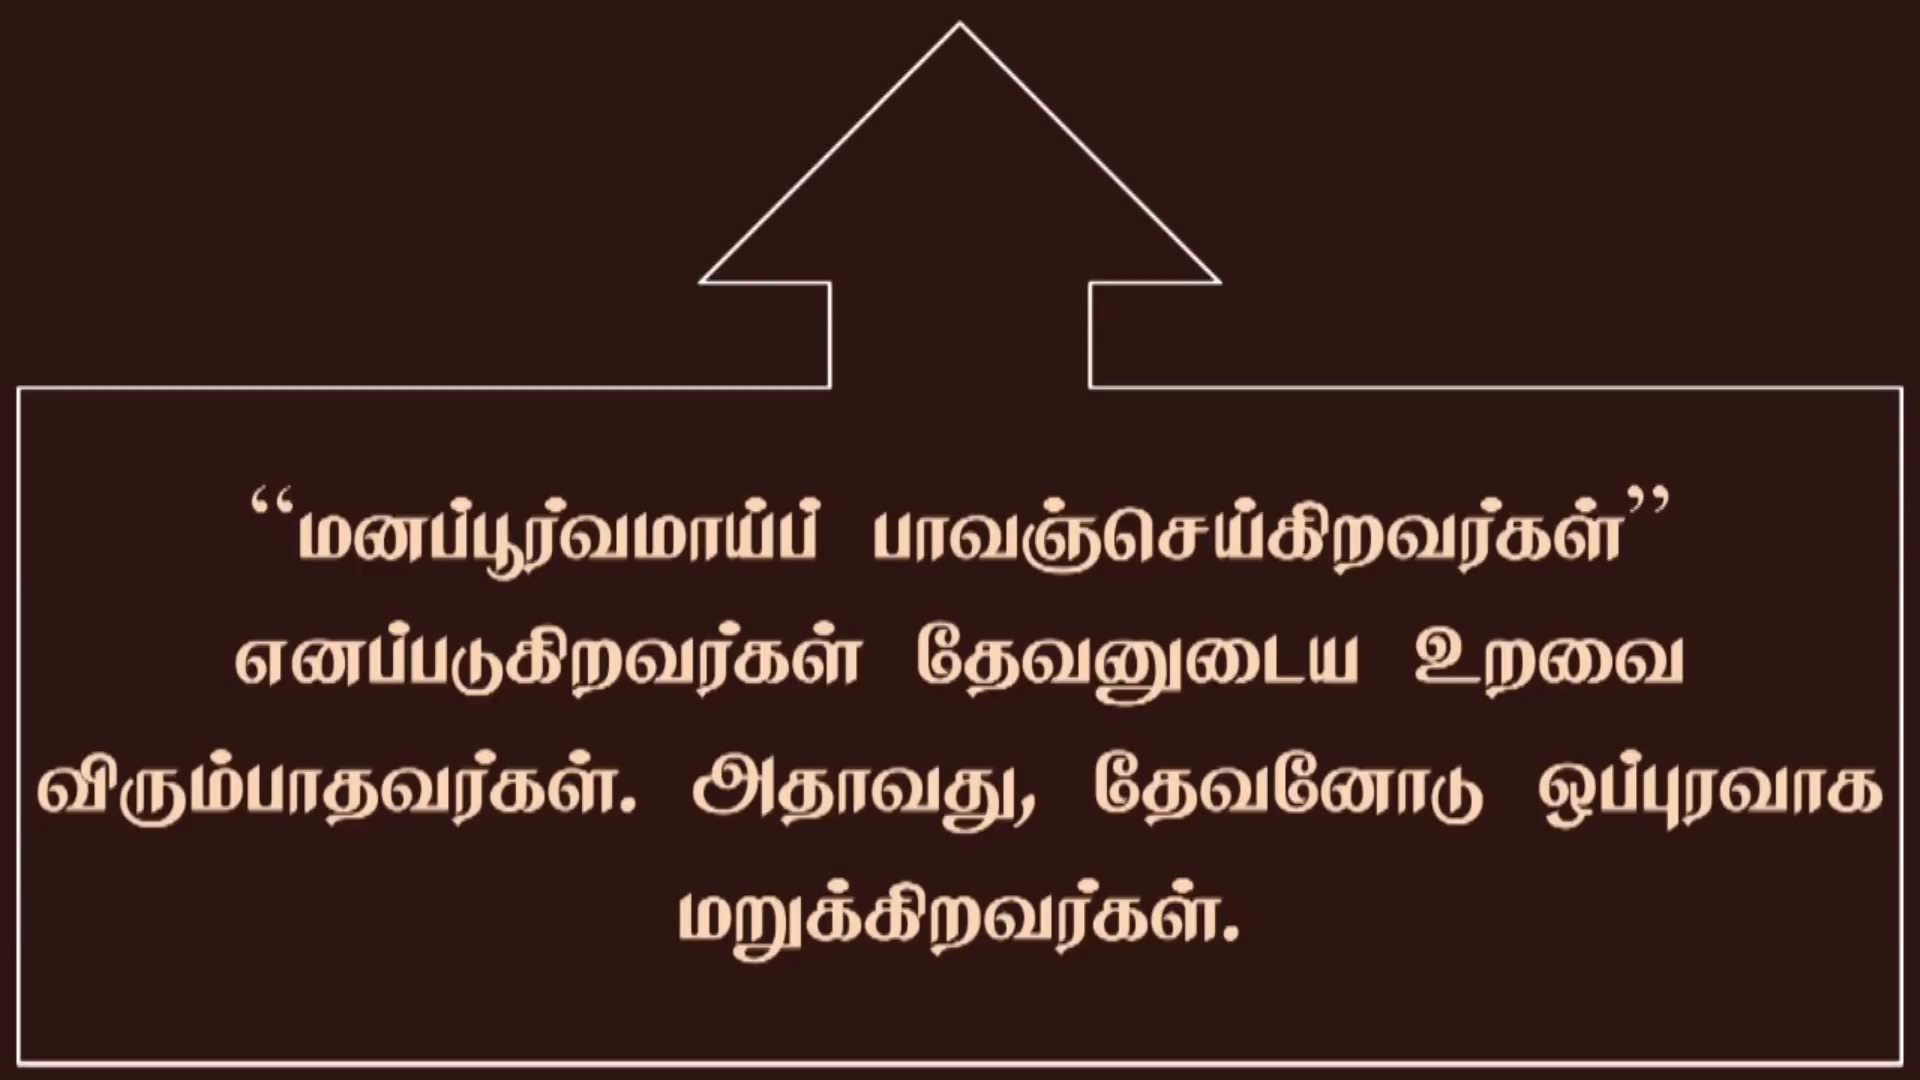 “மனப்பூர்வமாய்ப் பாவஞ்செய்கிறவர்கள்”
எனப்படுகிறவர்கள் தேவனுடைய உறவை
விரும்பாதவர்கள். அதாவது, தேவனோடு ஒப்புரவாக
மறுக்கிறவர்கள்.